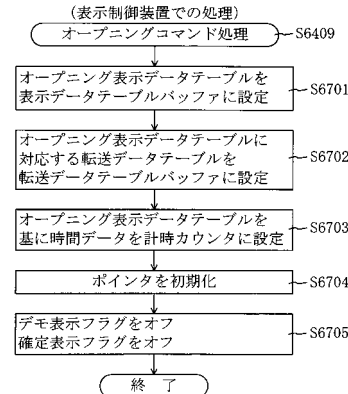 (表示制御装置での処理)
オープニングコマンド処理
S6409
オープニング表示データテーブルを
表示データテーブルバッファに設定
S6701
オープニング表示データテーブルに
対応する転送データテーブルを
転送データテーブルバッファに設定
S6702
オープニング表示データテーブルを
基に時間データを計時カウンタに設定
S6703
ポインタを初期化
S6704
デモ表示フラグをオフ
確定表示フラグをオフ
S6705
終 了